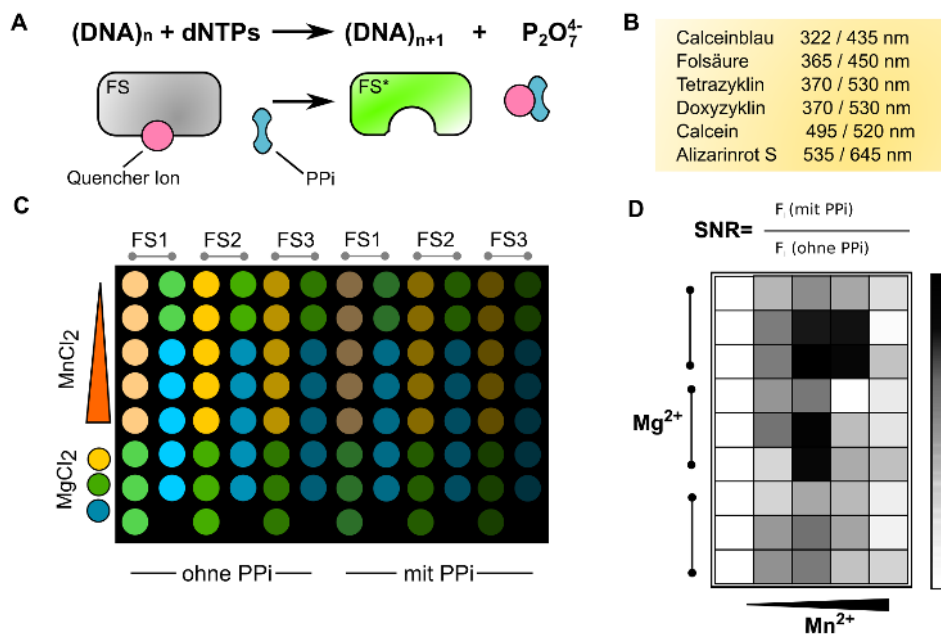 A
(DNA)n + dNTPs (DNA)n+1 + P2O7 4-
FS
FS*
Quencher Ion
PPi
B
Calceinblau 322 / 435 nm
Folsäure 365 / 450 nm
Tetrazyklin 370 / 530 nm
Doxyzyklin 370 / 530 nm
Calcein 495 / 520 nm
Alizarinrot S 535 / 645 nm
C
FS1 FS2 FS3 FS1 FS2 FS3
MnCl2
MgCl2
ohne PPi mit PPi
D
SNR=
F (mit PPi)
F (ohne PPi)
Mg2+
Mn2+